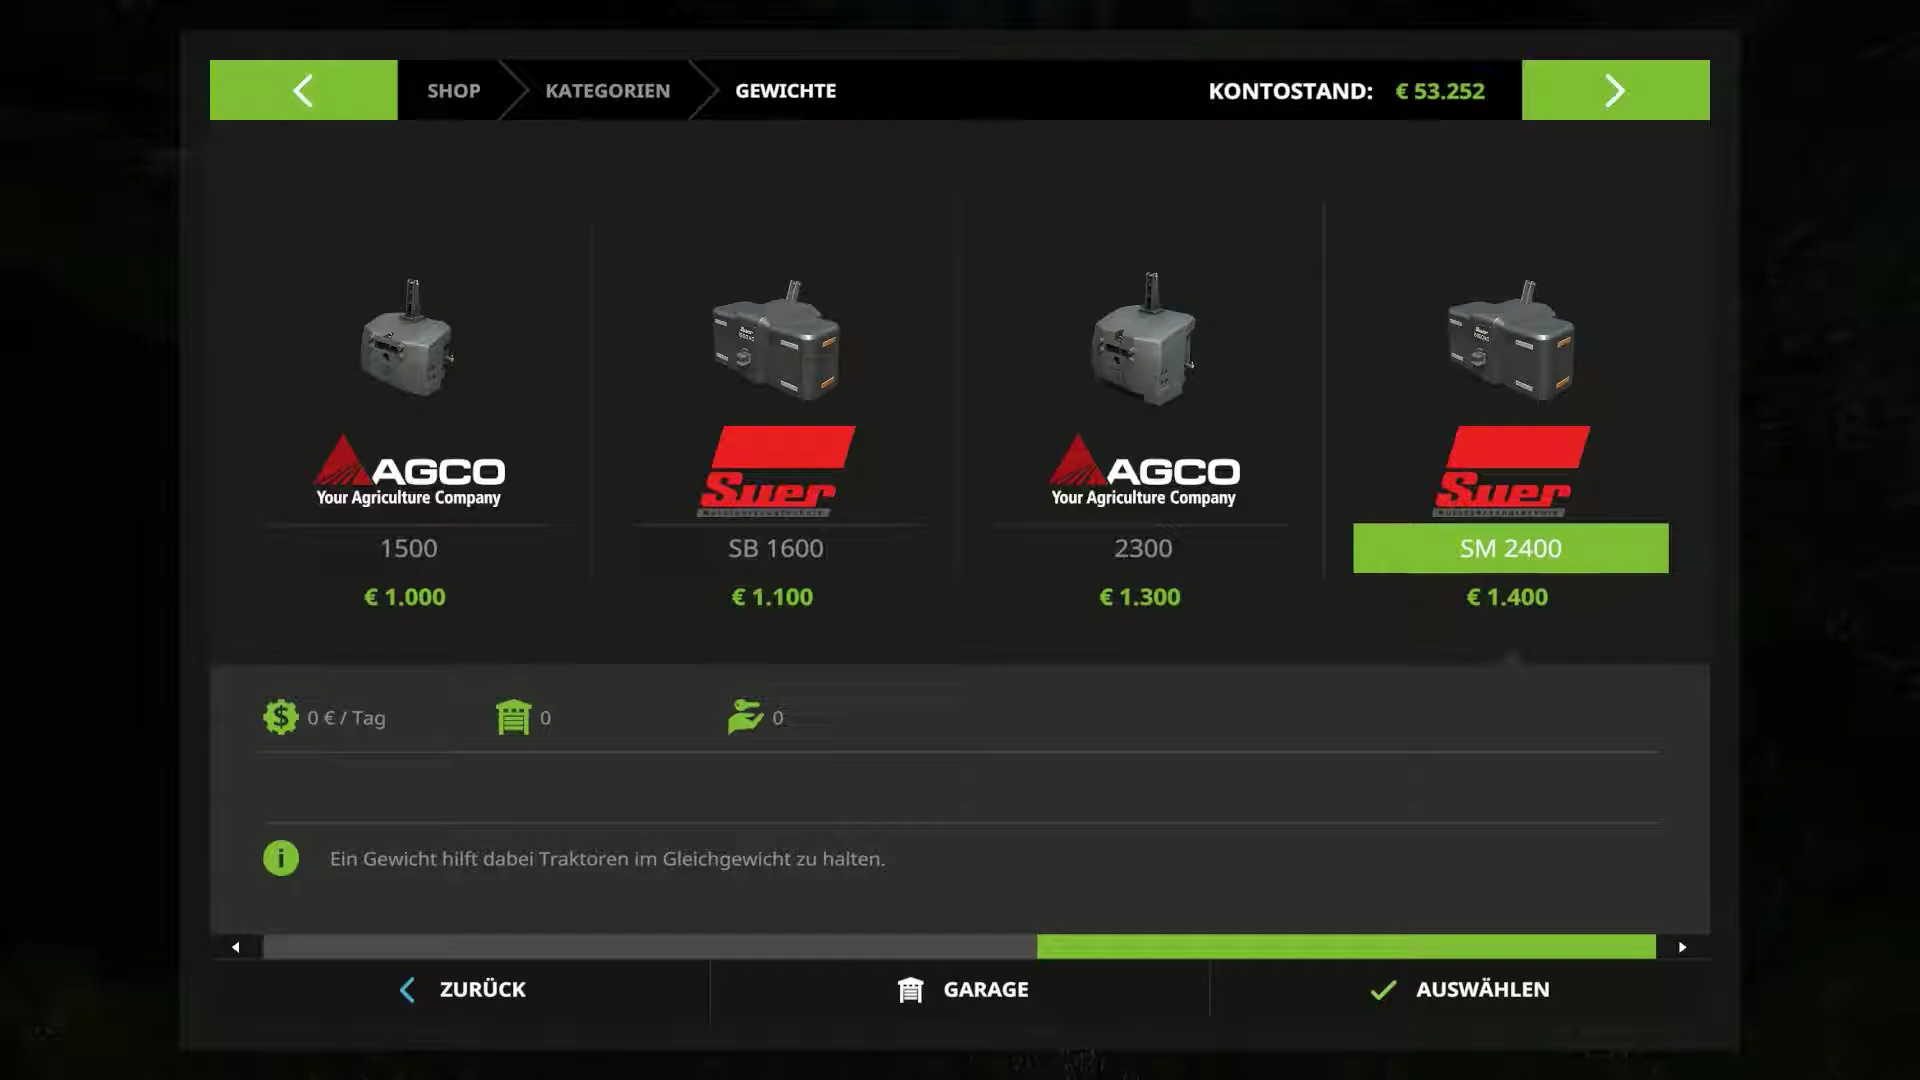 SHOP
KATEGORIEN
GEWICHTE
KONTOSTAND: € 53.252
AGCO
Your Agriculture Company
Suer
AGCO
Your Agriculture Company
Suer
1500
SB 1600
2300
SM 2400
€ 1.000
€ 1.100
€ 1.300
€ 1.400
0 € / Tag
0
0
Ein Gewicht hilft dabei Traktoren im Gleichgewicht zu halten.
ZURÜCK
GARAGE
AUSWÄHLEN